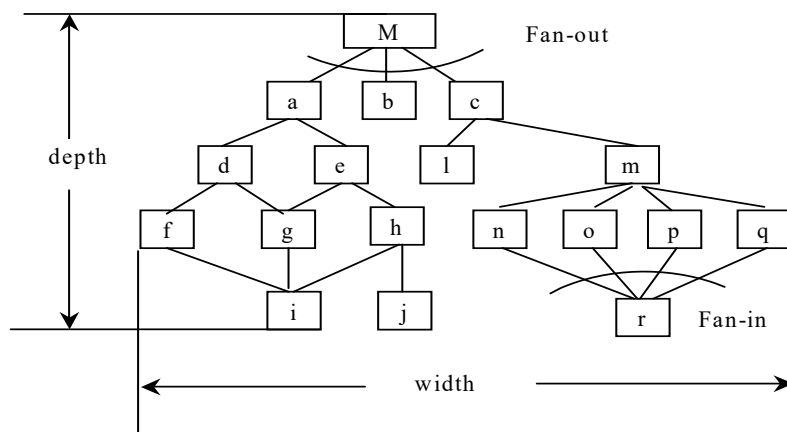 M
Fan-out
a b c
depth
d e l m
f g h n o p q
i j r
Fan-in
width